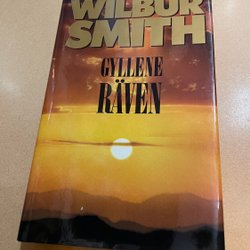 WILBUR
SMITH
GYLLENE
RÄVEN